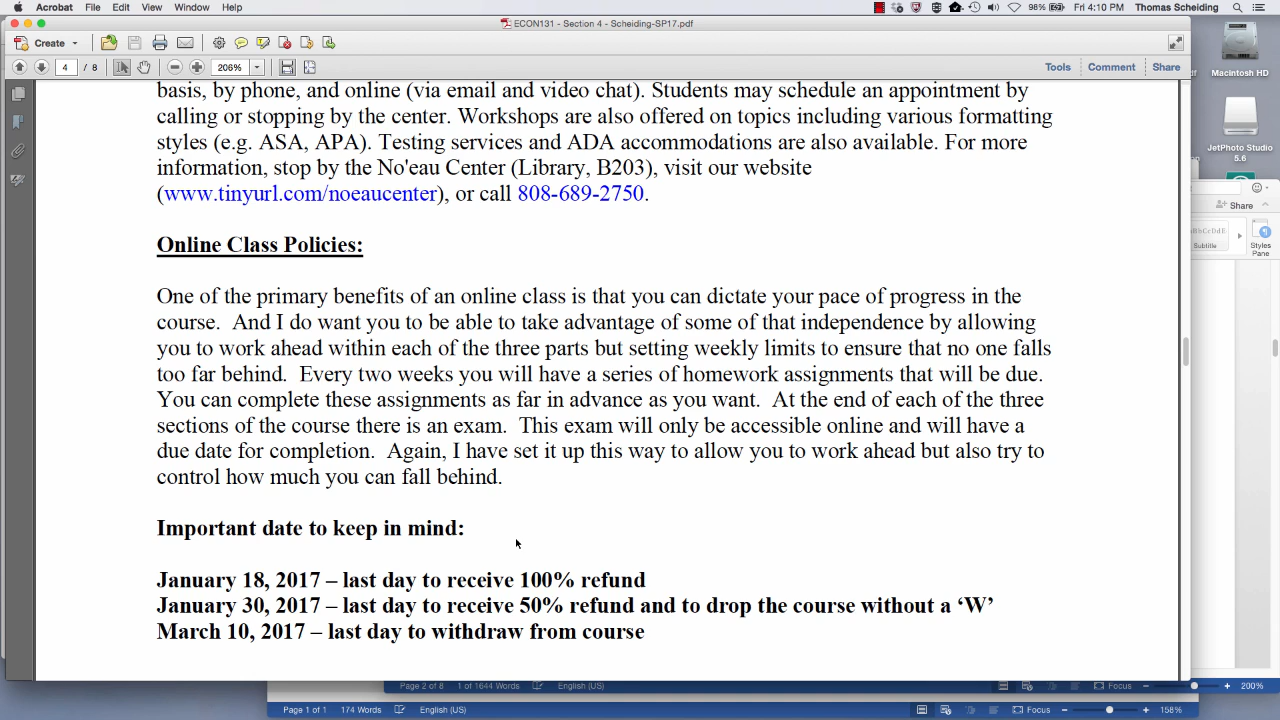 Acrobat File Edit View Window Help
98% Fri 4:10 PM Thomas Scheiding
ECON131 - Section 4 - Scheiding-SP17.pdf
Create
4 / 8 206% Tools Comment Share
basis, by phone, and online (via email and video chat). Students may schedule an appointment by
calling or stopping by the center. Workshops are also offered on topics including various formatting
styles (e.g. ASA, APA). Testing services and ADA accommodations are also available. For more
information, stop by the No'eau Center (Library, B203), visit our website
(www.tinyurl.com/noeaucenter), or call 808-689-2750.
Online Class Policies:
One of the primary benefits of an online class is that you can dictate your pace of progress in the
course. And I do want you to be able to take advantage of some of that independence by allowing
you to work ahead within each of the three parts but setting weekly limits to ensure that no one falls
too far behind. Every two weeks you will have a series of homework assignments that will be due.
You can complete these assignments as far in advance as you want. At the end of each of the three
sections of the course there is an exam. This exam will only be accessible online and will have a
due date for completion. Again, I have set it up this way to allow you to work ahead but also try to
control how much you can fall behind.
Important date to keep in mind:
January 18, 2017 – last day to receive 100% refund
January 30, 2017 – last day to receive 50% refund and to drop the course without a ‘W’
March 10, 2017 – last day to withdraw from course
Macintosh HD
JetPhoto Studio
5.6
Share
Subtitle
Styles
Pane
Page 2 of 8 1 of 1644 Words English (US) Focus 200%
Page 1 of 1 174 Words English (US) Focus 158%